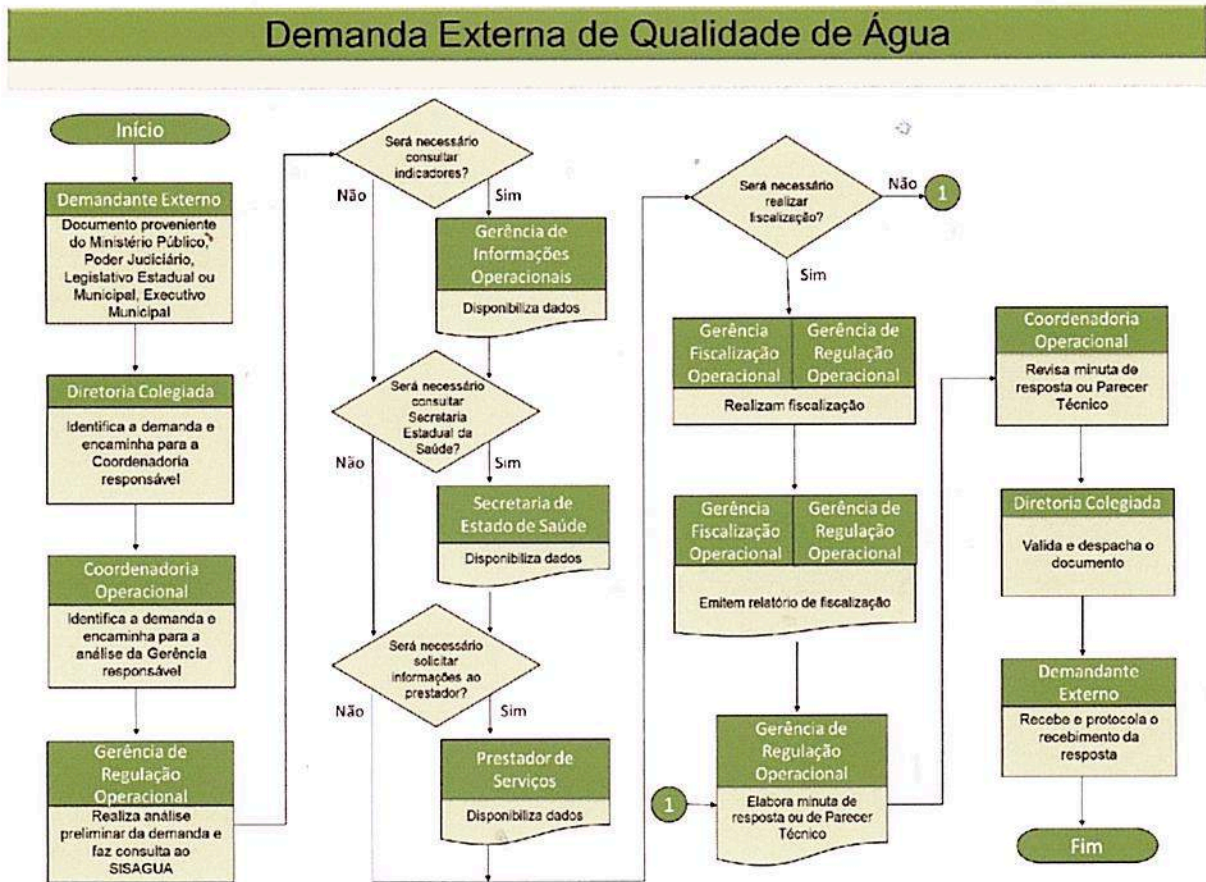 Demanda Externa de Qualidade de Água
Início
Demandante Externo
Documento proveniente
do Ministério Público,
Poder Judiciário,
Legislativo Estadual ou
Municipal, Executivo
Municipal
Diretoria Colegiada
Identifica a demanda e
encaminha para a
Coordenadoria
responsável
Coordenadoria
Operacional
Identifica a demanda e
encaminha para a
análise da Gerência
responsável
Gerência de
Regulação
Operacional
Realiza análise
preliminar da demanda e
faz consulta ao
SISAGUA
Será necessário
consultar
indicadores?
Não
Sim
Gerência de
Informações
Operacionais
Disponibiliza dados
Será necessário
consultar
Secretaria
Estadual da
Saúde?
Não
Sim
Secretaria de
Estado de Saúde
Disponibiliza dados
Será necessário
solicitar
informações ao
prestador?
Não
Sim
Prestador de
Serviços
Disponibiliza dados
Será necessário
realizar
fiscalização?
Não
1
Sim
Gerência
Fiscalização
Operacional
Gerência de
Regulação
Operacional
Realizam fiscalização
Gerência
Fiscalização
Operacional
Gerência de
Regulação
Operacional
Emitem relatório de fiscalização
1
Gerência de
Regulação
Operacional
Elabora minuta de
resposta ou de Parecer
Técnico
Coordenadoria
Operacional
Revisa minuta de
resposta ou Parecer
Técnico
Diretoria Colegiada
Valida e despacha o
documento
Demandante
Externo
Recebe e protocola o
recebimento da
resposta
Fim